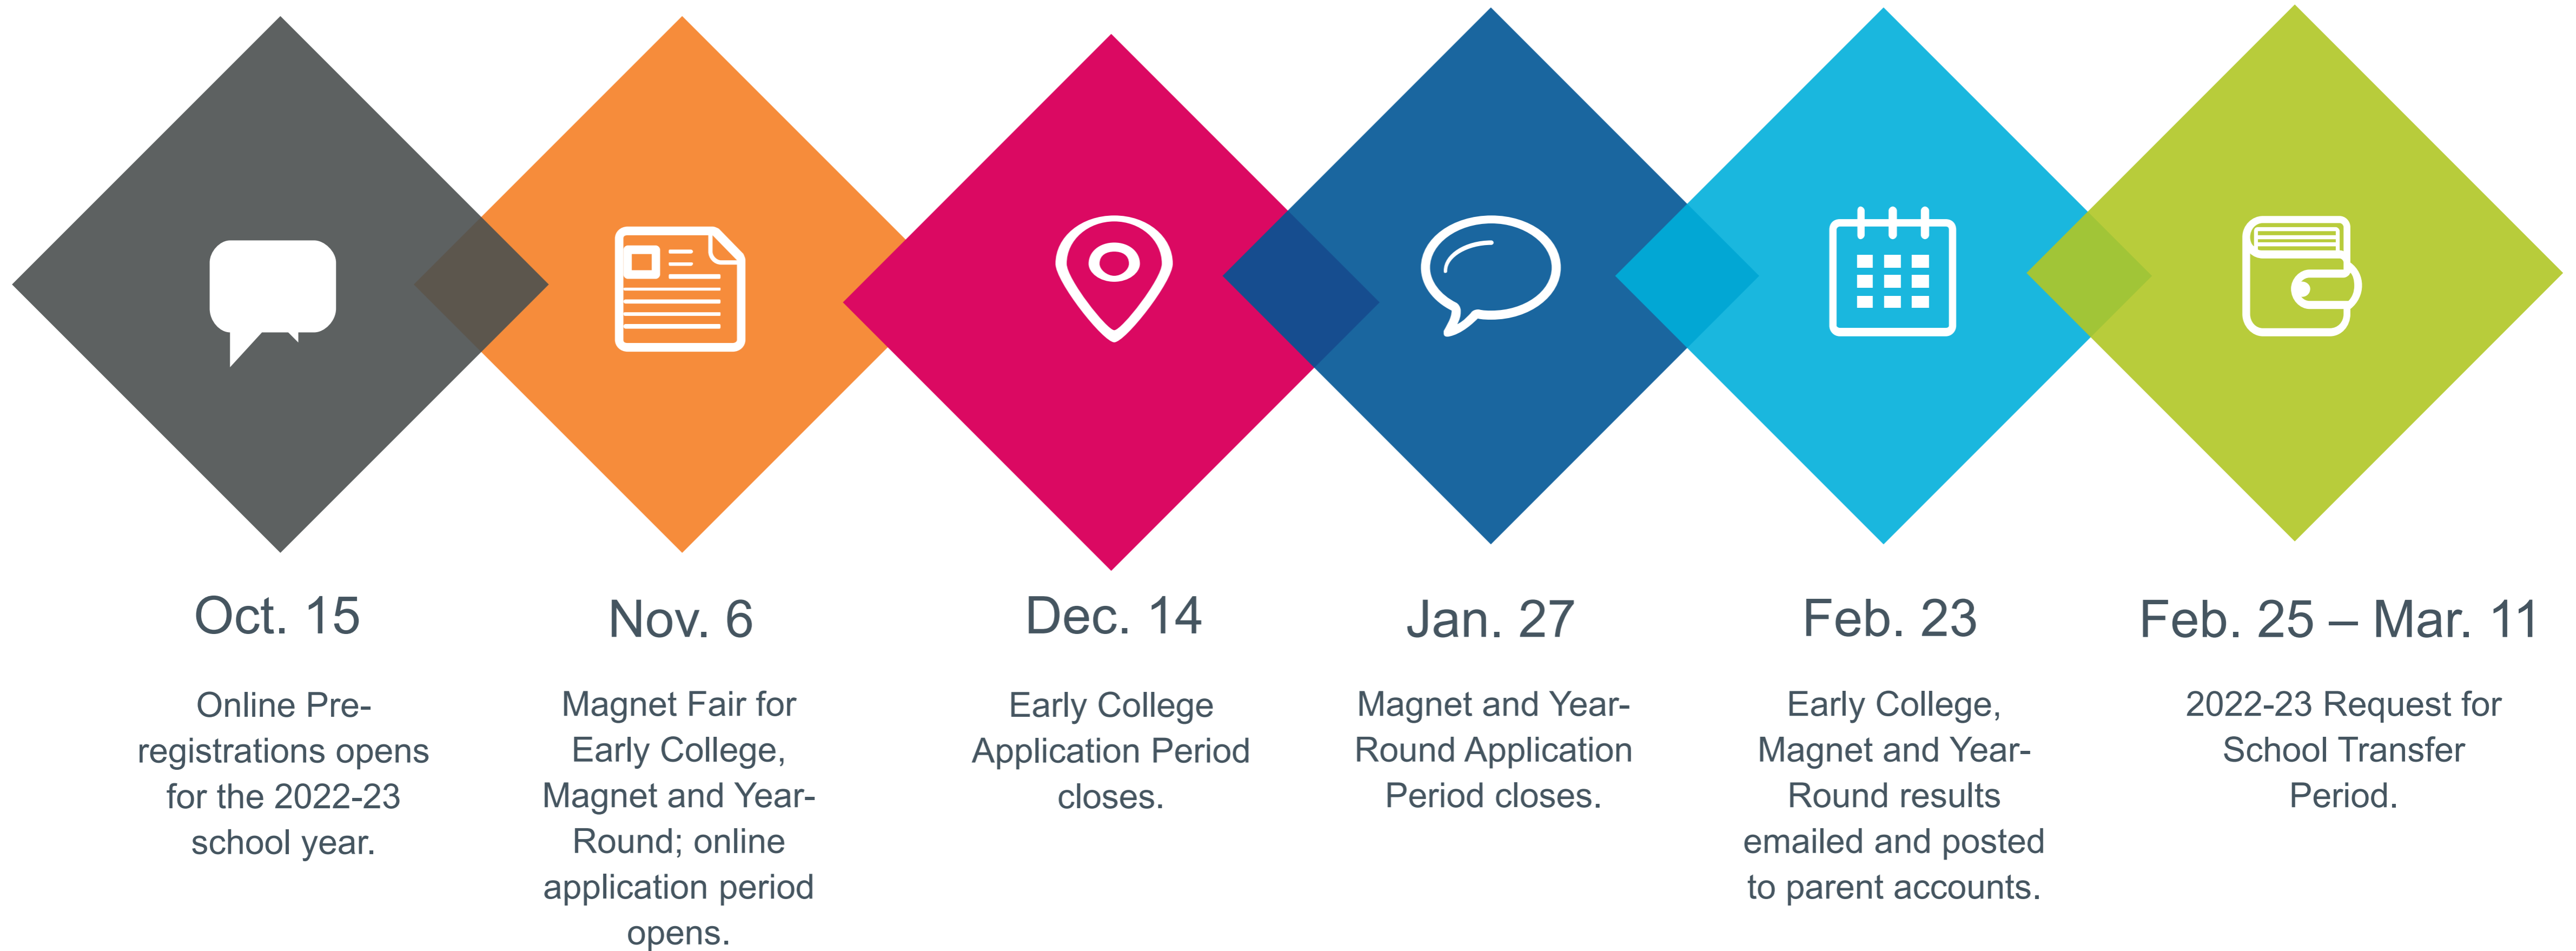 Oct. 15
Online Pre-
registrations opens
for the 2022-23
school year.
Nov. 6
Magnet Fair for
Early College,
Magnet and Year-
Round; online
application period
opens.
Dec. 14
Early College
Application Period
closes.
Jan. 27
Magnet and Year-
Round Application
Period closes.
Feb. 23
Early College,
Magnet and Year-
Round results
emailed and posted
to parent accounts.
Feb. 25 – Mar. 11
2022-23 Request for
School Transfer
Period.